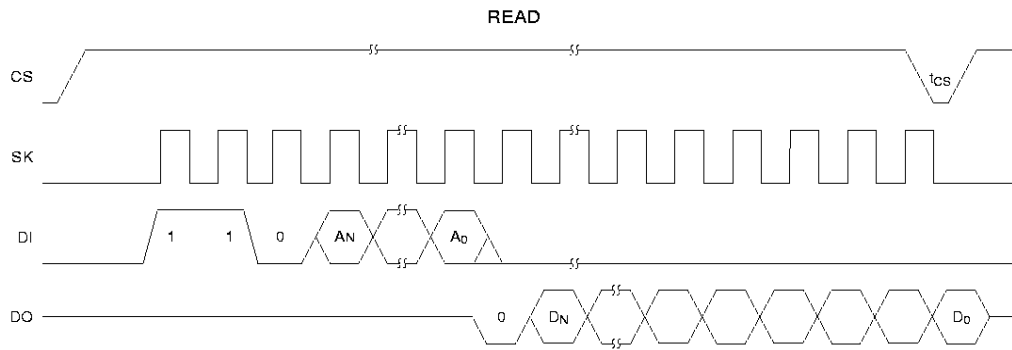 READ
CS
tCS
SK
DI 1 1 0 AN A0
DO 0 DN D0